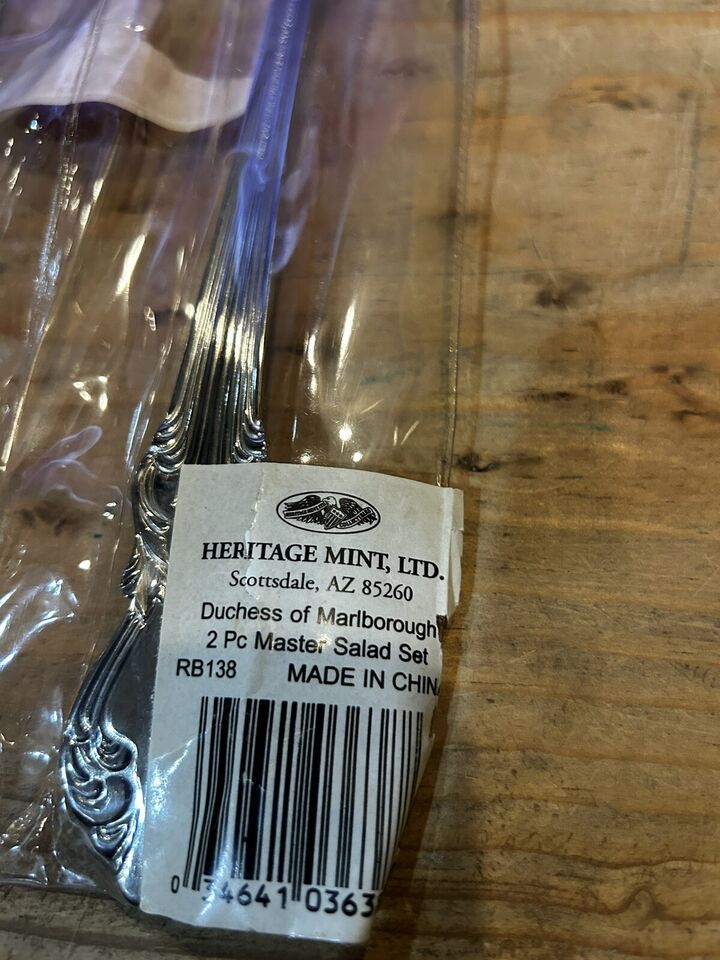 HERITAGE MINT, LTD.
Scottsdale, AZ 85260
Duchess of Marlborough
2 Pc Master Salad Set
RB138 MADE IN CHIN
0 34641 0363